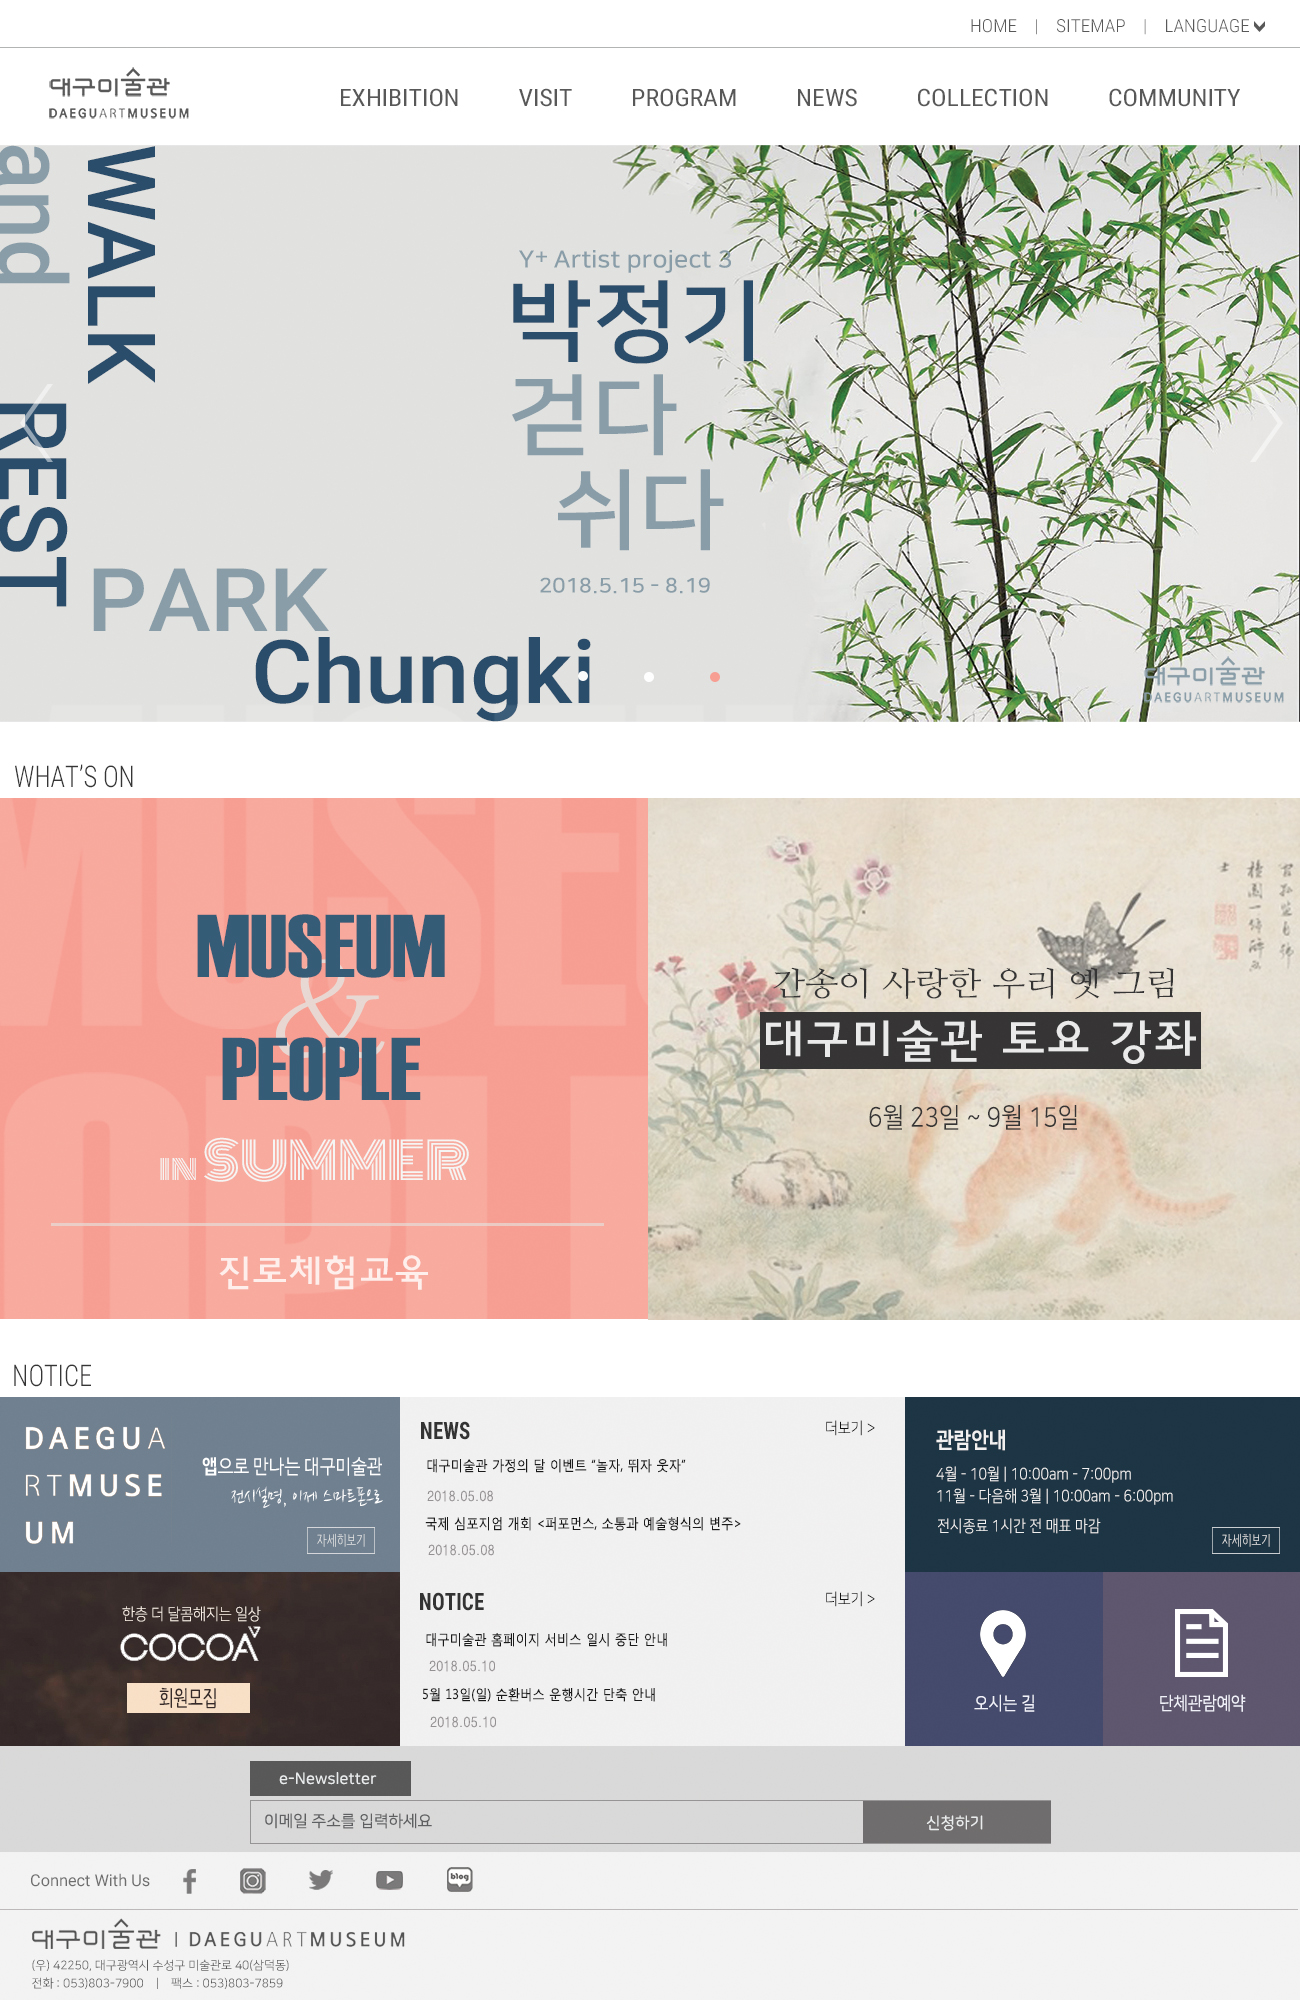 HOME | SITEMAP | LANGUAGE
대구미술관
DAEGUARTMUSEUM
EXHIBITION VISIT PROGRAM NEWS COLLECTION COMMUNITY
WALK
and
REST
PARK
Chungki
Y+ Artist project 3
박정기
걷다
쉬다
2018.5.15 - 8.19
대구미술관
DAEGUARTMUSEUM
WHAT'S ON
MUSEUM
&
PEOPLE
IN SUMMER
진로체험교육
간송이 사랑한 우리 옛 그림
대구미술관 토요 강좌
6월 23일 ~ 9월 15일
NOTICE
DAEGUA
RTMUSE
UM
앱으로 만나는 대구미술관
전시설명, 이제 스마트폰으로
자세히보기
한층 더 달콤해지는 일상
COCOA
회원모집
NEWS
더보기 >
대구미술관 가정의 달 이벤트 “놀자, 뛰자 웃자”
2018.05.08
국제 심포지엄 개회 <퍼포먼스, 소통과 예술형식의 변주>
2018.05.08
NOTICE
더보기 >
대구미술관 홈페이지 서비스 일시 중단 안내
2018.05.10
5월 13일(일) 순환버스 운행시간 단축 안내
2018.05.10
관람안내
4월 - 10월 | 10:00am - 7:00pm
11월 - 다음해 3월 | 10:00am - 6:00pm
전시종료 1시간 전 매표 마감
자세히보기
오시는 길
단체관람예약
e-Newsletter
이메일 주소를 입력하세요
신청하기
Connect With Us
blog
대구미술관 | DAEGUARTMUSEUM
(우) 42250, 대구광역시 수성구 미술관로 40(삼덕동)
전화 : 053)803-7900 | 팩스 : 053)803-7859